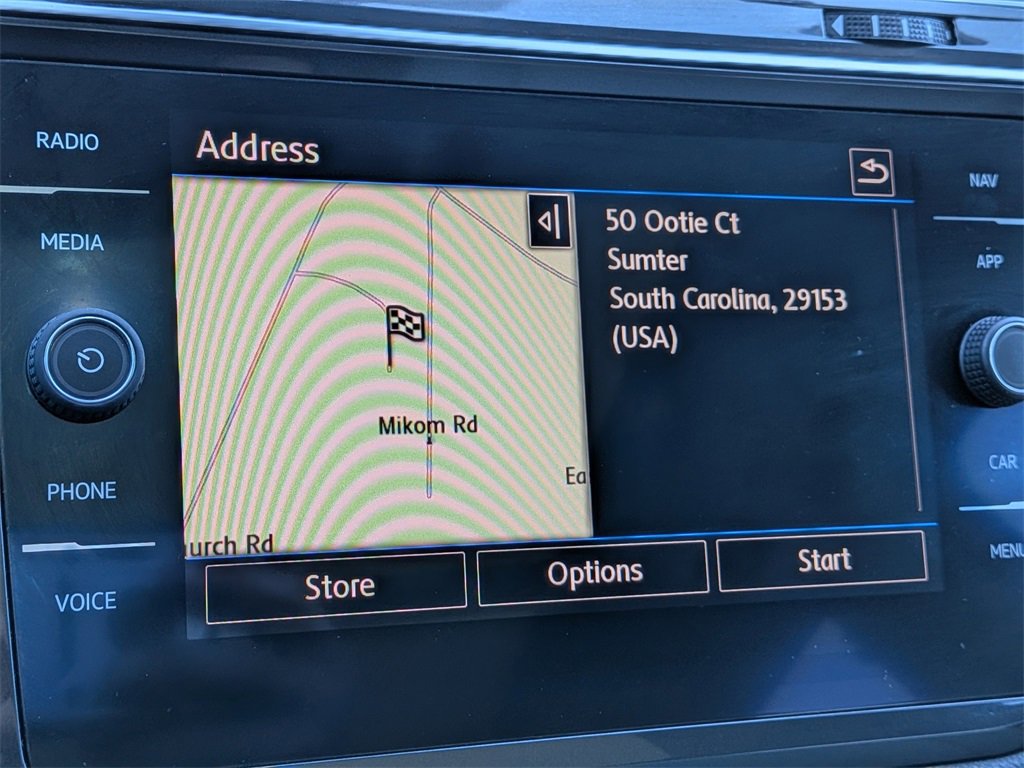 RADIO
MEDIA
PHONE
VOICE
Address
50 Ootie Ct
Sumter
South Carolina, 29153
(USA)
Mikom Rd
Ea
urch Rd
Store
Options
Start
NAV
APP
CAR
MENU